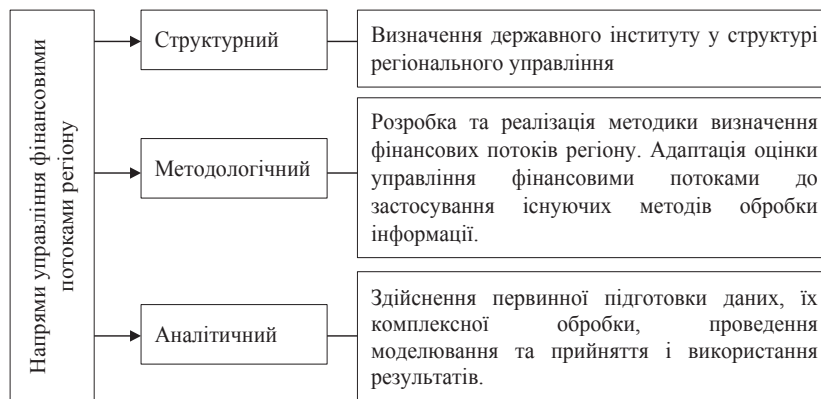 Напрями управління фінансовими
потоками регіону
Структурний
Визначення державного інституту у структурі
регіонального управління
Методологічний
Розробка та реалізація методики визначення
фінансових потоків регіону. Адаптація оцінки
управління фінансовими потоками до
застосування існуючих методів обробки
інформації.
Аналітичний
Здійснення первинної підготовки даних, їх
комплексної обробки, проведення
моделювання та прийняття і використання
результатів.